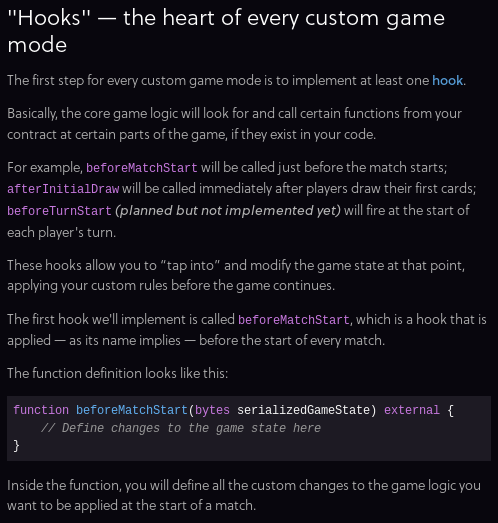 "Hooks" — the heart of every custom game
mode
The first step for every custom game mode is to implement at least one hook.
Basically, the core game logic will look for and call certain functions from your
contract at certain parts of the game, if they exist in your code.
For example, beforeMatchStart will be called just before the match starts;
afterInitialDraw will be called immediately after players draw their first cards;
beforeTurnStart (planned but not implemented yet) will fire at the start of
each player's turn.
These hooks allow you to “tap into” and modify the game state at that point,
applying your custom rules before the game continues.
The first hook we'll implement is called beforeMatchStart, which is a hook that is
applied — as its name implies — before the start of every match.
The function definition looks like this:
function beforeMatchStart(bytes serializedGameState) external {
    // Define changes to the game state here
}
Inside the function, you will define all the custom changes to the game logic you
want to be applied at the start of a match.